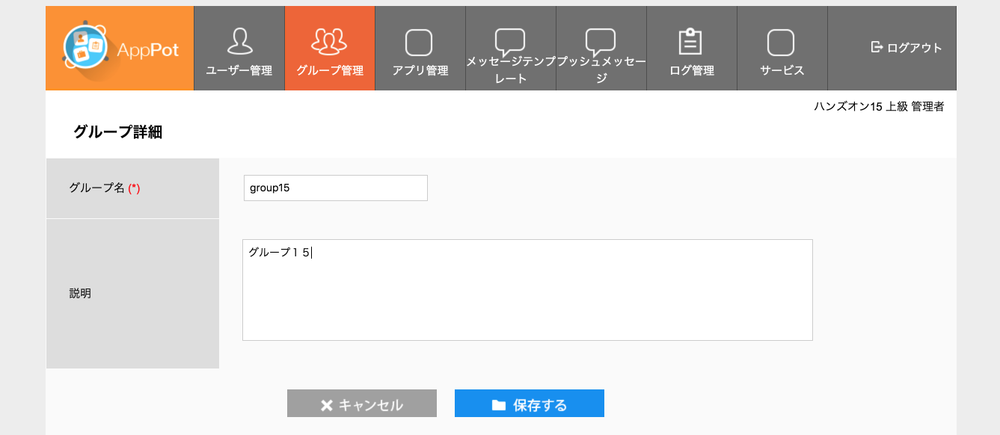 AppPot
ユーザー管理
グループ管理
アプリ管理
メッセージテンプ
レート
プッシュメッセー
ジ
ログ管理
サービス
ログアウト
ハンズオン15 上級 管理者
グループ詳細
グループ名 (*)
group15
説明
グループ１５
キャンセル
保存する